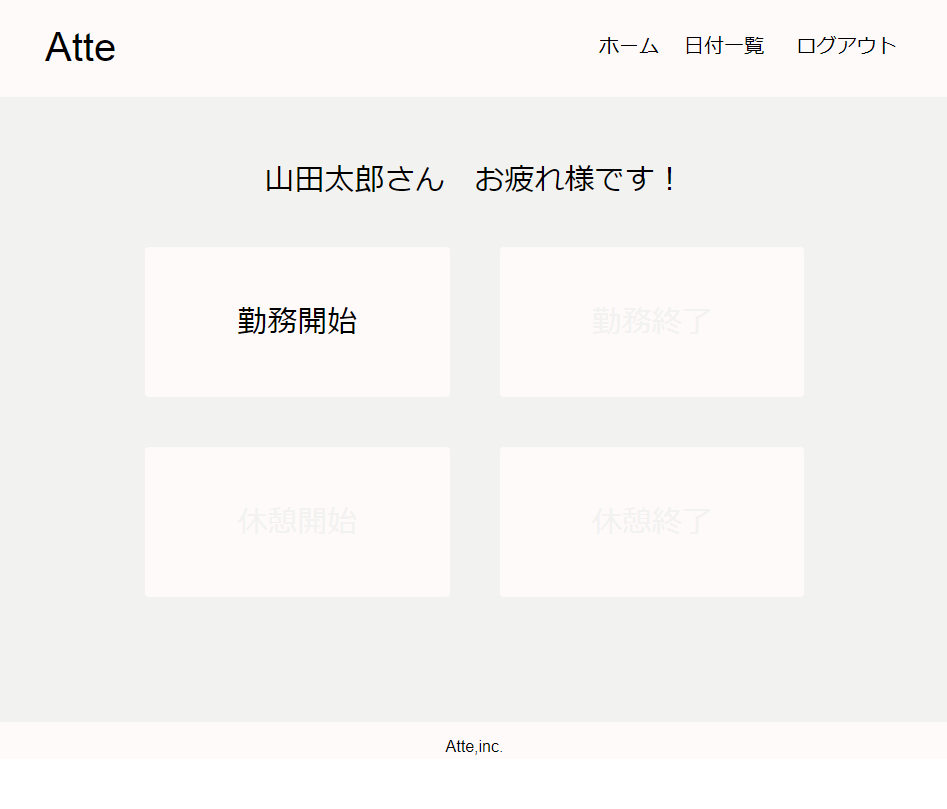 Atte
ホーム 日付一覧 ログアウト
山田太郎さん　お疲れ様です！
勤務開始 勤務終了
休憩開始 休憩終了
Atte,inc.